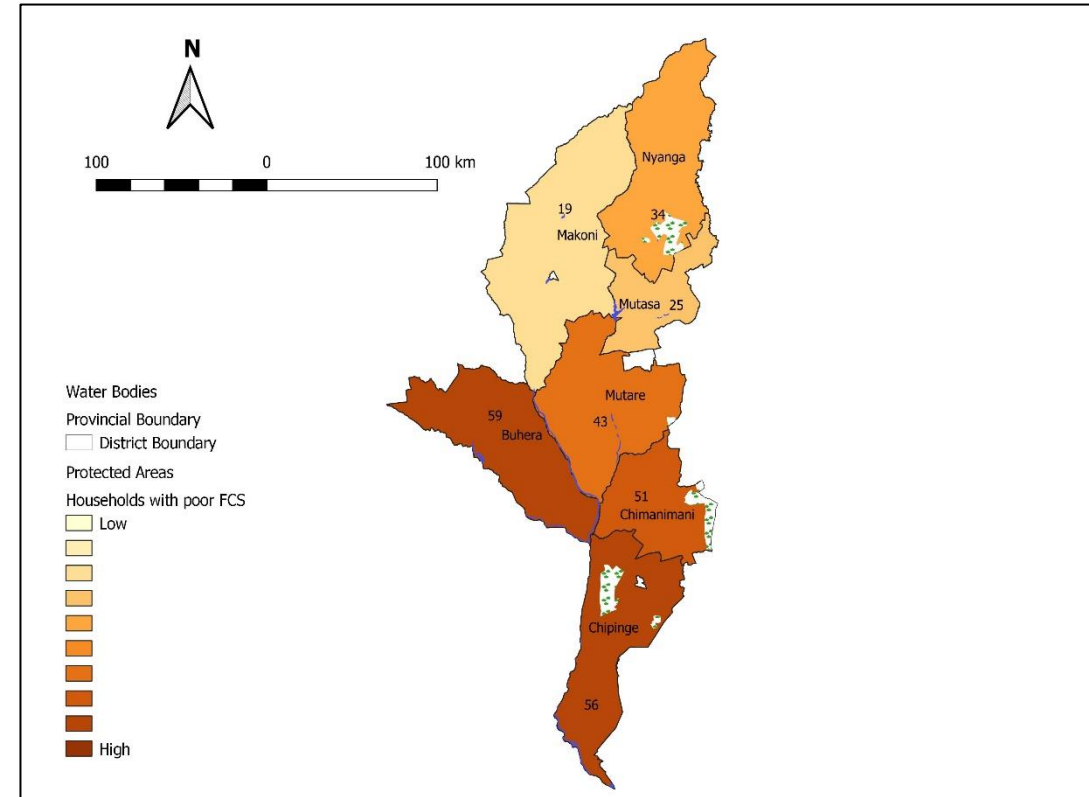 N
100 0 100 km
Nyanga
34
19
Makoni
Mutasa 25
Mutare
43
59
Buhera
51
Chimanimani
Chipinge
56
Water Bodies
Provincial Boundary
District Boundary
Protected Areas
Households with poor FCS
Low
High